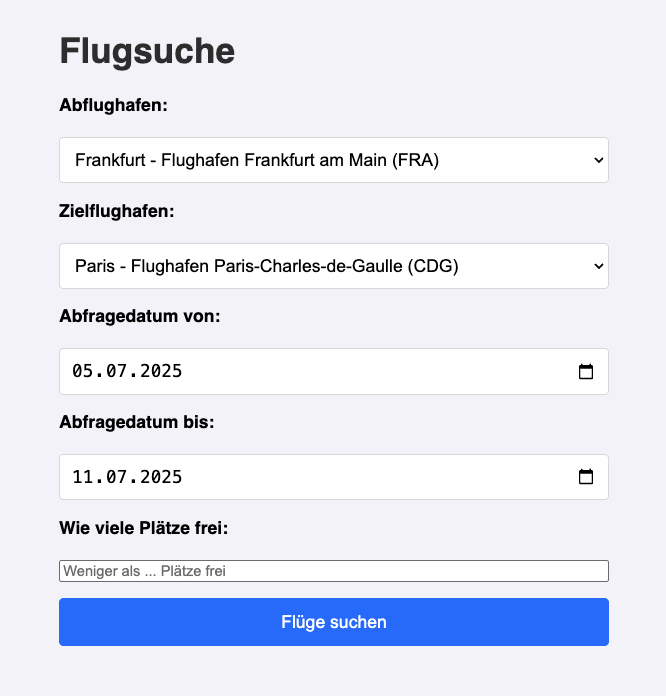 Flugsuche
Abflughafen:
Frankfurt - Flughafen Frankfurt am Main (FRA)
Zielflughafen:
Paris - Flughafen Paris-Charles-de-Gaulle (CDG)
Abfragedatum von:
05.07.2025
Abfragedatum bis:
11.07.2025
Wie viele Plätze frei:
Weniger als ... Plätze frei
Flüge suchen